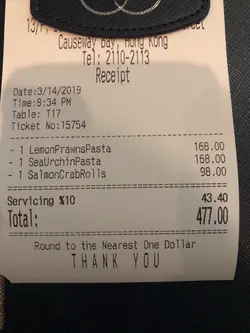 Causeway Bay, Hong Kong
Tel: 2110-2113
Receipt
Date:3/14/2019
Time:8:34 PM
Table: T17
Ticket No:15754
- 1 LemonPrawnsPasta 168.00
- 1 SeaUrchinPasta 168.00
- 1 SalmonCrabRolls 98.00
Servicing %10 43.40
Total: 477.00
Round to the Nearest One Dollar
THANK YOU